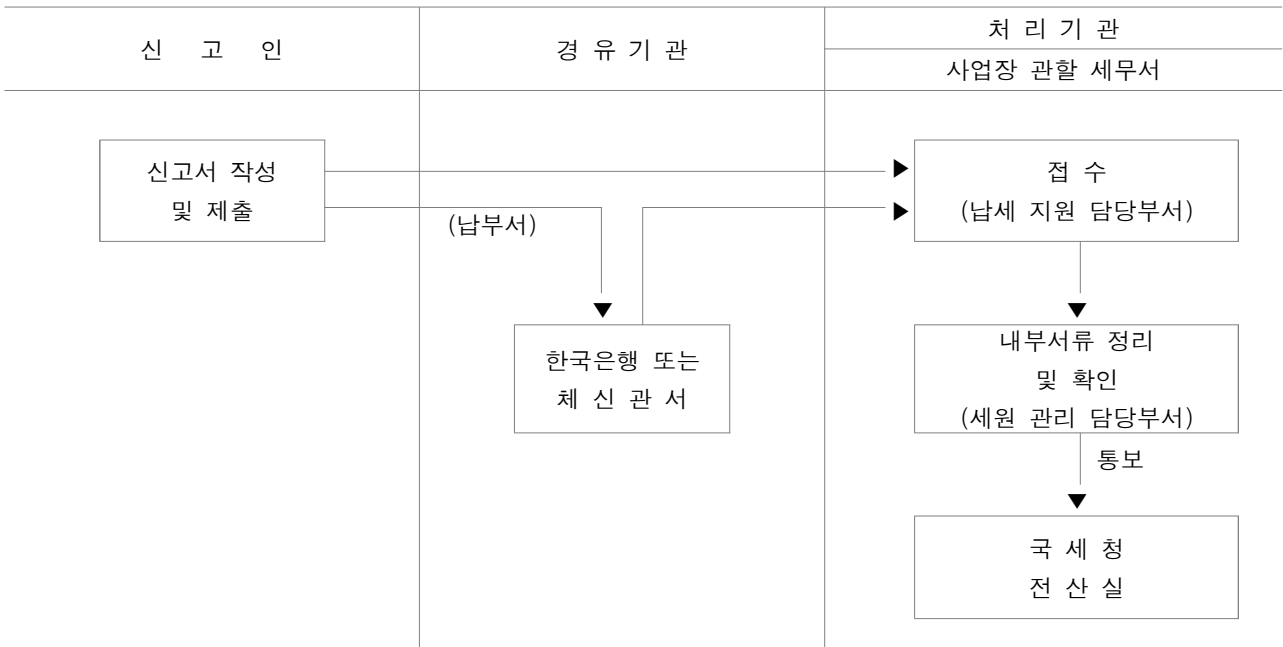 신 고 인
경 유 기 관
처 리 기 관
사업장 관할 세무서
신고서 작성
및 제출
(납부서)
한국은행 또는
체 신 관 서
접 수
(납세 지원 담당부서)
내부서류 정리
및 확인
(세원 관리 담당부서)
통보
국 세 청
전 산 실